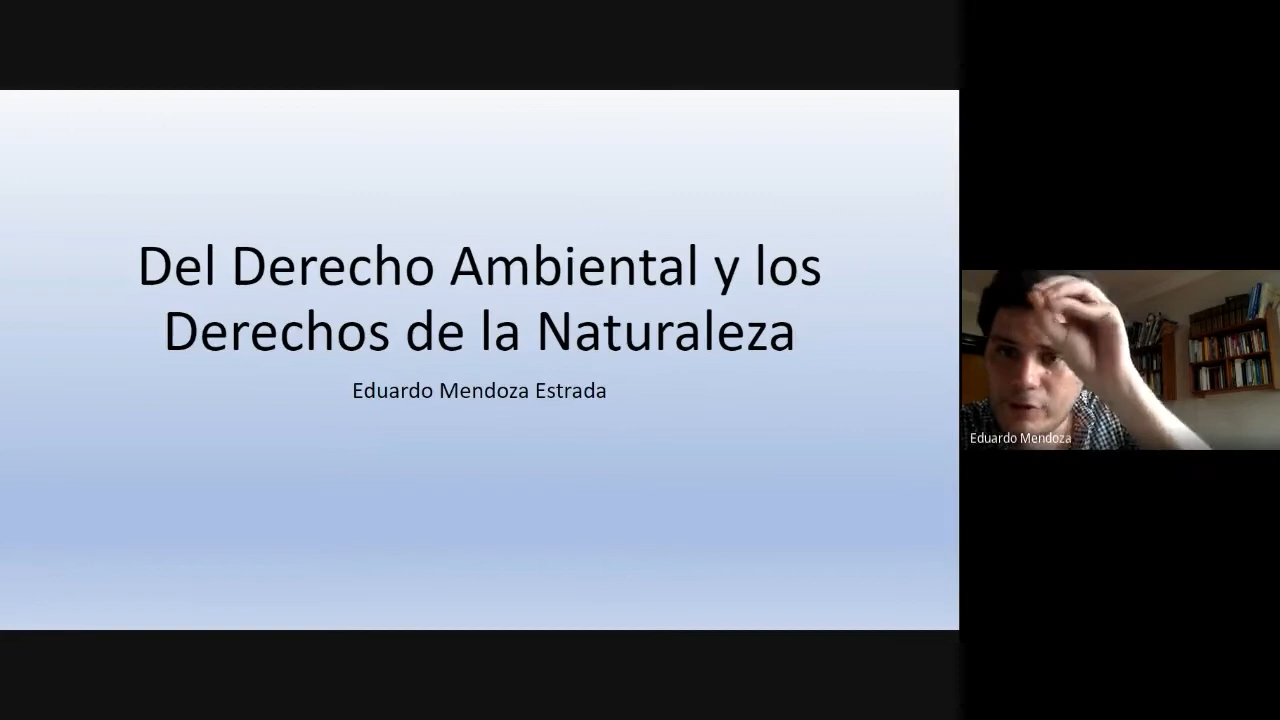 Del Derecho Ambiental y los
Derechos de la Naturaleza
Eduardo Mendoza Estrada
Eduardo Mendoza